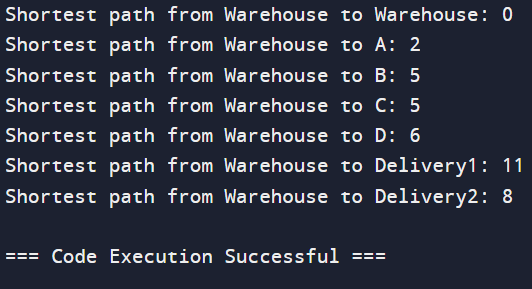 Shortest path from Warehouse to Warehouse: 0
Shortest path from Warehouse to A: 2
Shortest path from Warehouse to B: 5
Shortest path from Warehouse to C: 5
Shortest path from Warehouse to D: 6
Shortest path from Warehouse to Delivery1: 11
Shortest path from Warehouse to Delivery2: 8
=== Code Execution Successful ===